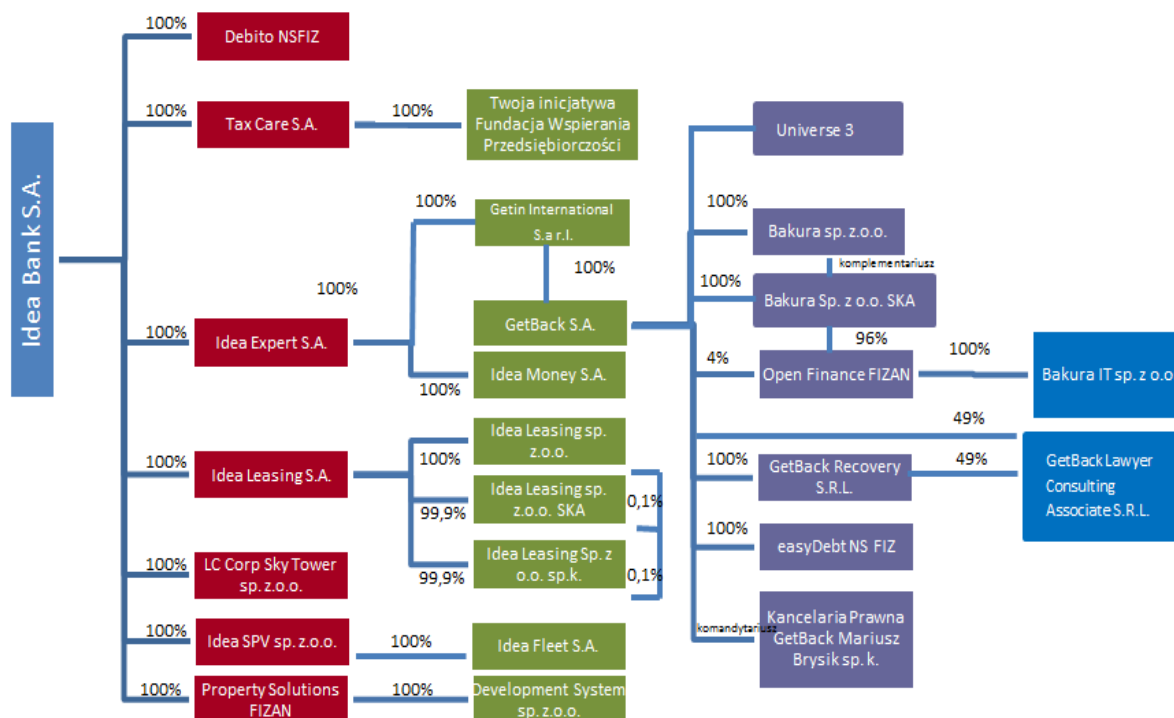 Idea Bank S.A.
100%
Debito NSFIZ
100%
Tax Care S.A.
100%
Twoja inicjatywa
Fundacja Wspierania
Przedsiębiorczości
100%
100%
Idea Expert S.A.
100%
Getin International
S.a r.l.
100%
GetBack S.A.
100%
Idea Money S.A.
100%
Idea Leasing S.A.
100%
Idea Leasing sp.
z.o.o.
99,9%
Idea Leasing sp.
z.o.o. SKA
0,1%
99,9%
Idea Leasing Sp. z
o.o. sp.k.
0,1%
100%
LC Corp Sky Tower
sp. z.o.o.
100%
Idea SPV sp. z.o.o.
100%
Idea Fleet S.A.
100%
Property Solutions
FIZAN
100%
Development System
sp. z.o.o.
Universe 3
100%
Bakura sp. z.o.o.
komplementariusz
100%
Bakura Sp. z o.o. SKA
96%
4%
Open Finance FIZAN
100%
Bakura IT sp. z o.o
49%
100%
GetBack Recovery
S.R.L.
49%
GetBack Lawyer
Consulting
Associate S.R.L.
100%
easyDebt NS FIZ
komandytariusz
Kancelaria Prawna
GetBack Mariusz
Brysik sp. k.